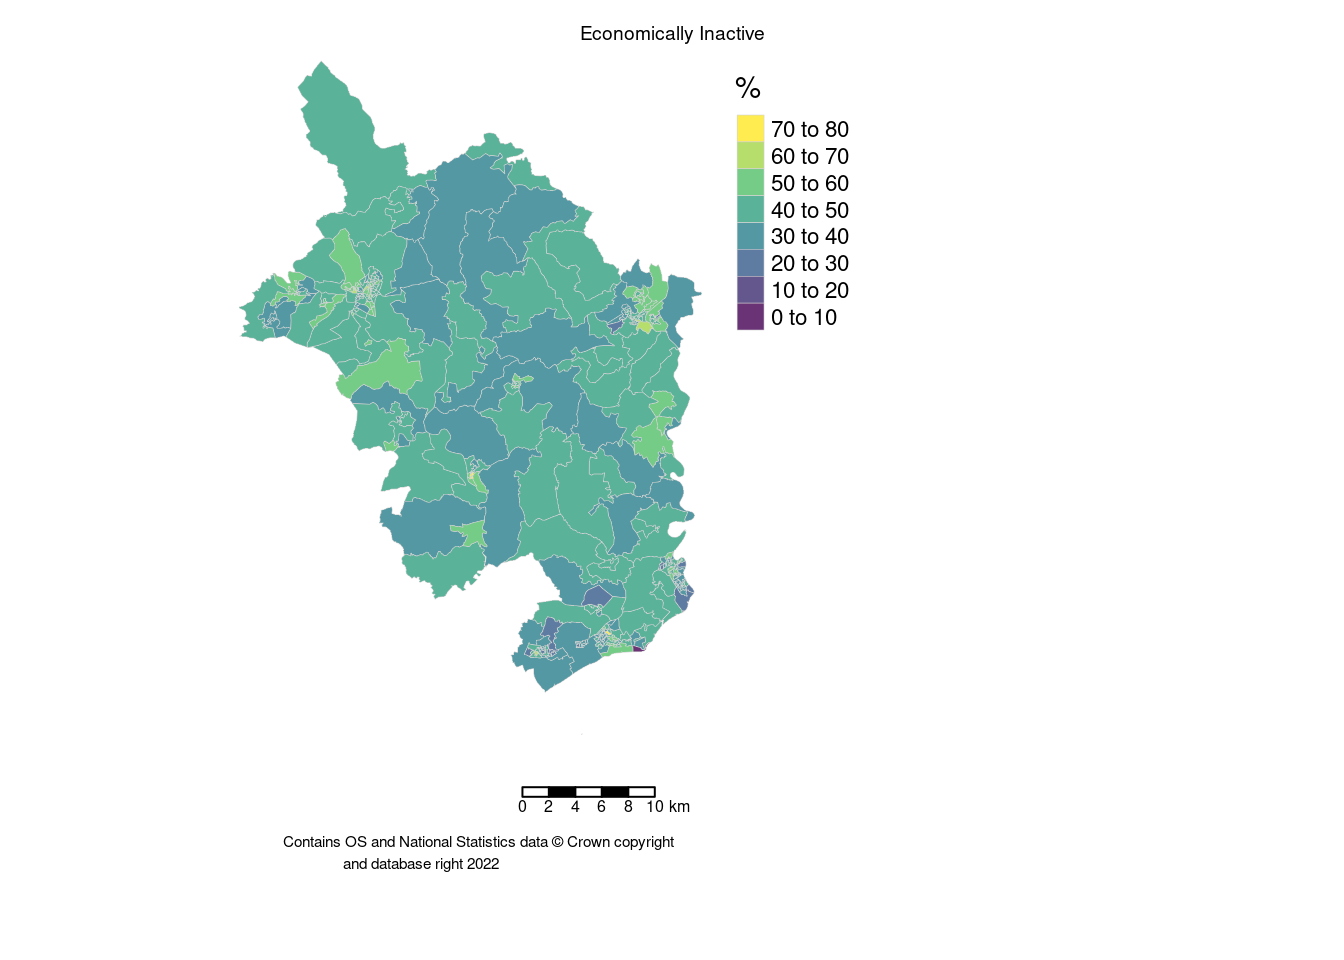 Economically Inactive
%
70 to 80
60 to 70
50 to 60
40 to 50
30 to 40
20 to 30
10 to 20
0 to 10
0 2 4 6 8 10 km
Contains OS and National Statistics data © Crown copyright
and database right 2022